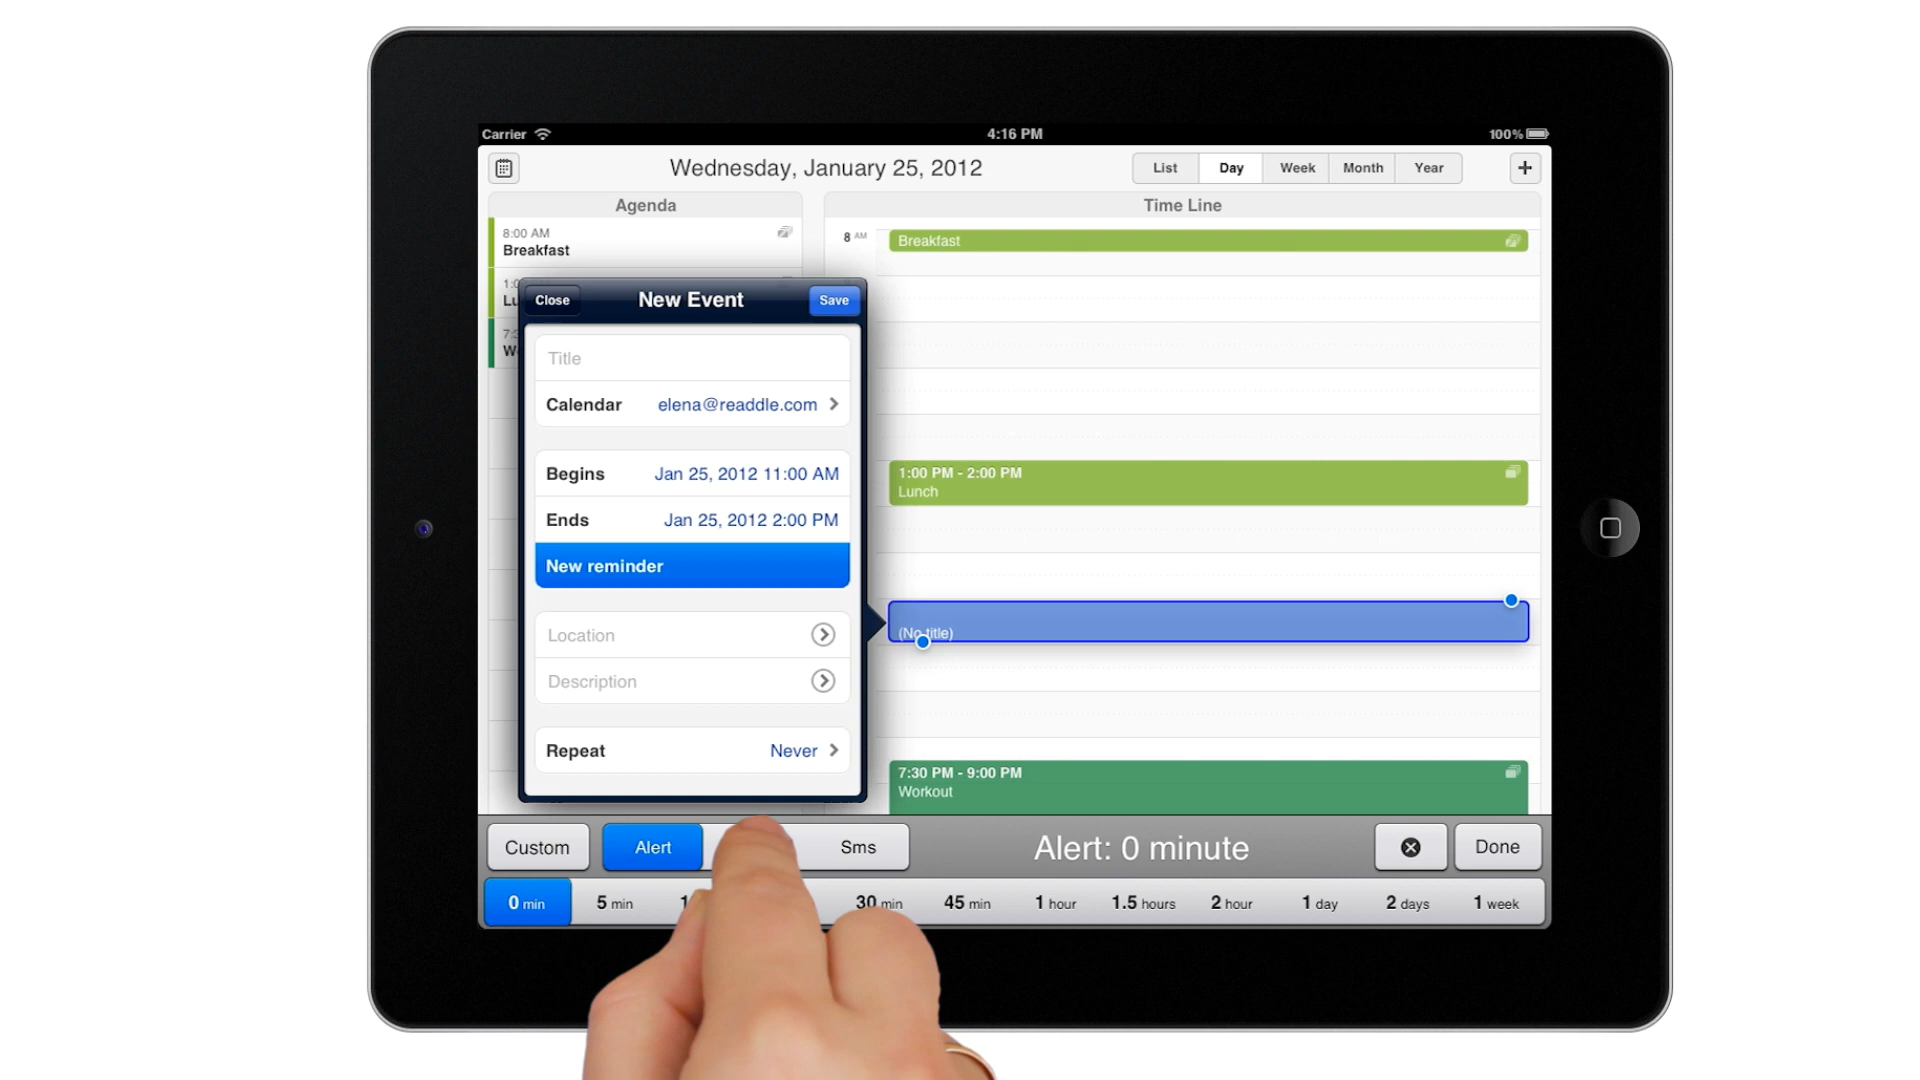 Carrier
4:16 PM
100%
Wednesday, January 25, 2012
List
Day
Week
Month
Year
Agenda
Time Line
8:00 AM
Breakfast
8 AM
Breakfast
New Event
Close
Save
Title
Calendar
elena@readdle.com
Begins
Jan 25, 2012 11:00 AM
Ends
Jan 25, 2012 2:00 PM
New reminder
Location
Description
Repeat
Never
1:00 PM - 2:00 PM
Lunch
(No title)
7:30 PM - 9:00 PM
Workout
Custom
Alert
Sms
Alert: 0 minute
Done
0 min
5 min
30 min
45 min
1 hour
1.5 hours
2 hour
1 day
2 days
1 week